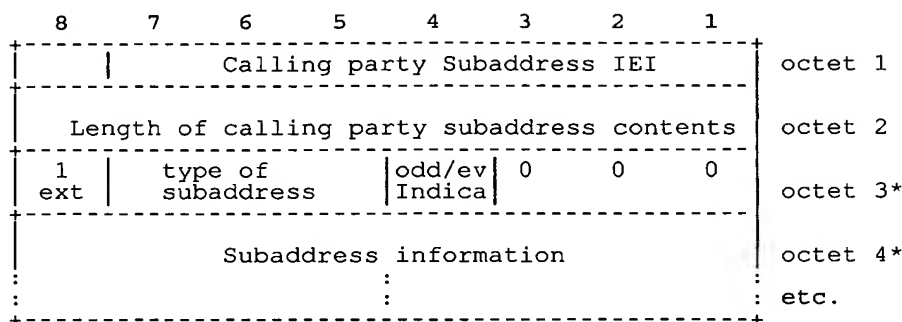 8 7 6 5 4 3 2 1
Calling party Subaddress IEI octet 1
Length of calling party subaddress contents octet 2
1 type of odd/ev 0 0 0
ext subaddress Indica octet 3*
Subaddress information octet 4*
: : : etc.